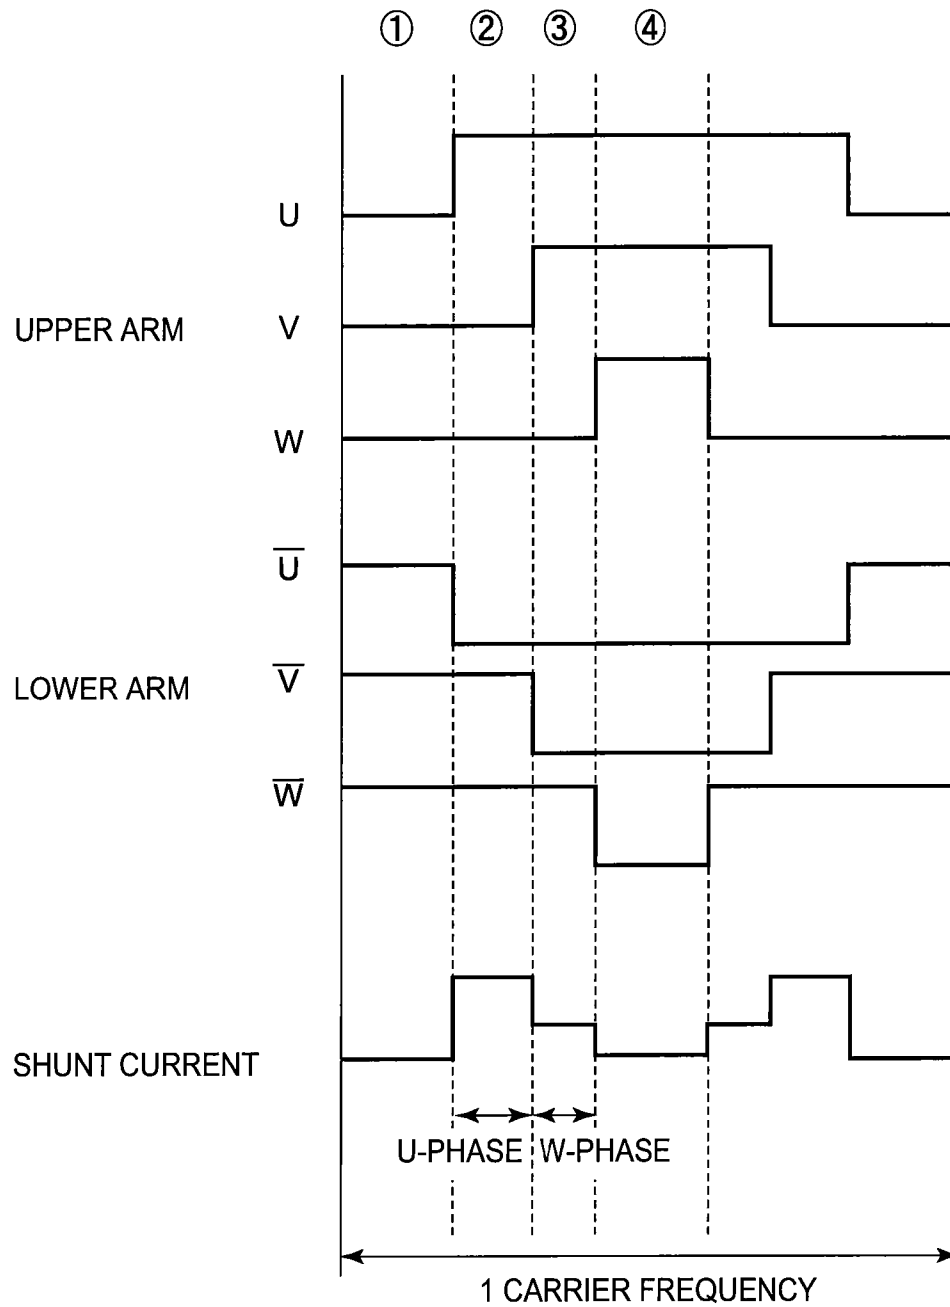 ① ② ③ ④
U
UPPER ARM V
W
U̅
LOWER ARM V̅
W̅
SHUNT CURRENT
U-PHASE W-PHASE
1 CARRIER FREQUENCY